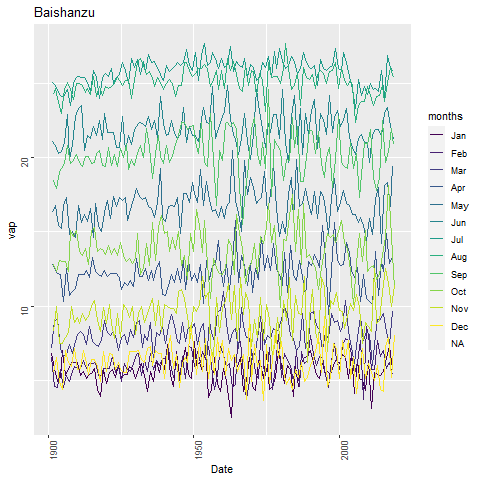 Baishanzu
vap
20
10
1900
1950
2000
Date
months
Jan
Feb
Mar
Apr
May
Jun
Jul
Aug
Sep
Oct
Nov
Dec
NA